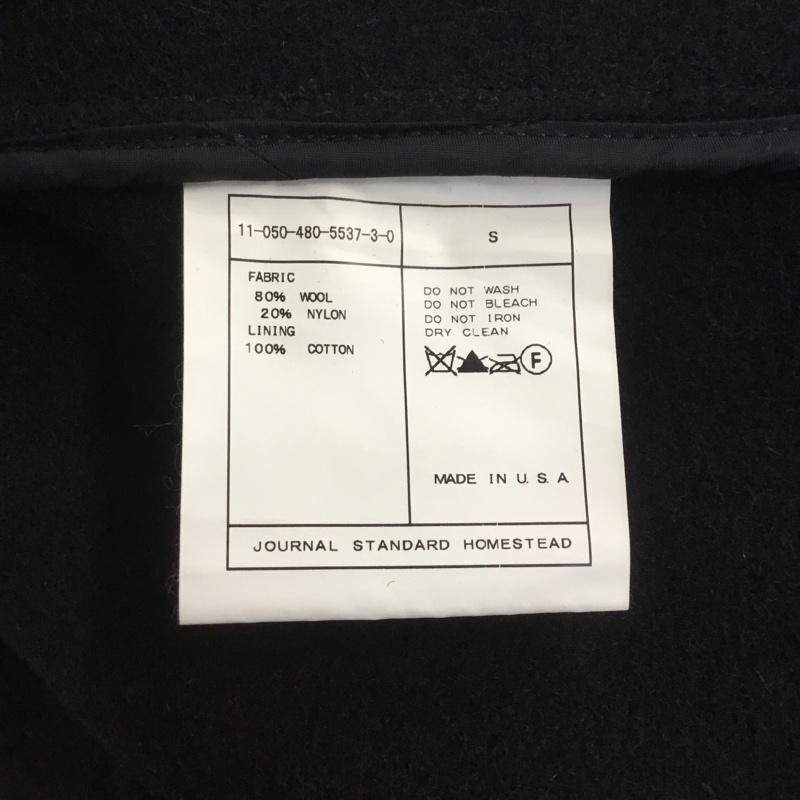 11-050-480-5537-3-0
S
FABRIC
80% WOOL
20% NYLON
LINING
100% COTTON
DO NOT WASH
DO NOT BLEACH
DO NOT IRON
DRY CLEAN
F
MADE IN U. S. A
JOURNAL STANDARD HOMESTEAD